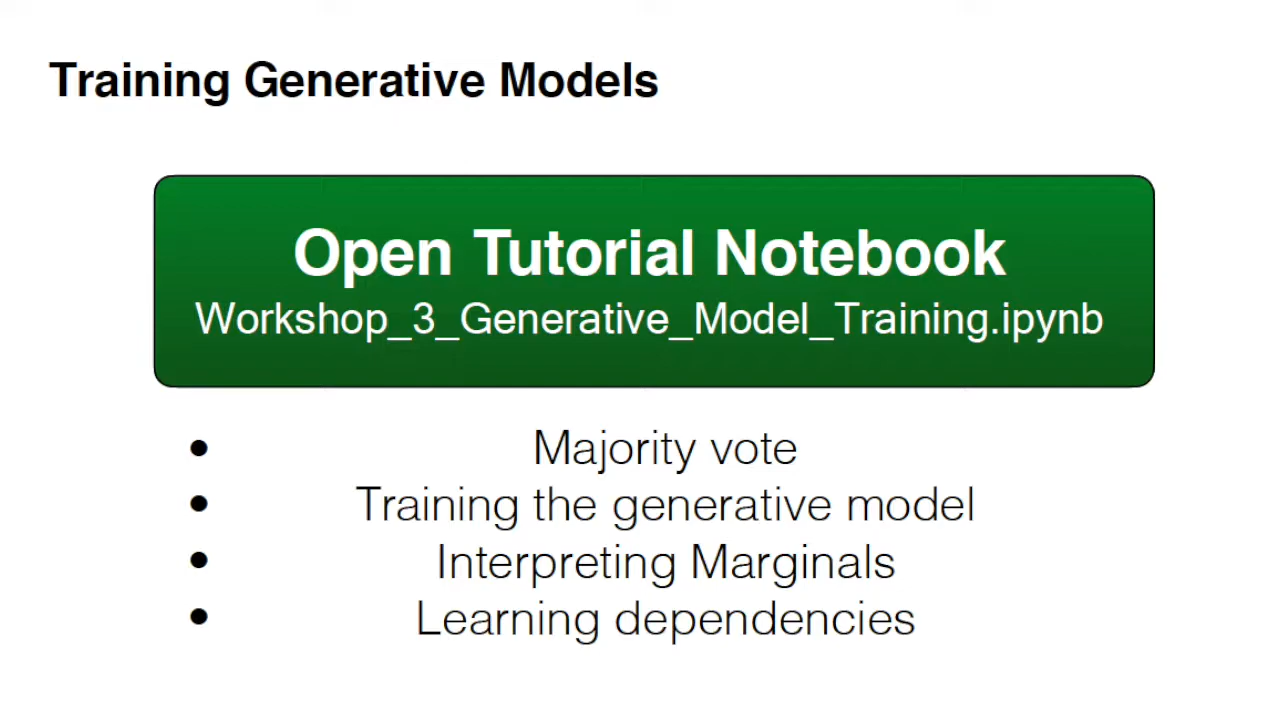 Training Generative Models
Open Tutorial Notebook
Workshop_3_Generative_Model_Training.ipynb
• Majority vote
• Training the generative model
• Interpreting Marginals
• Learning dependencies